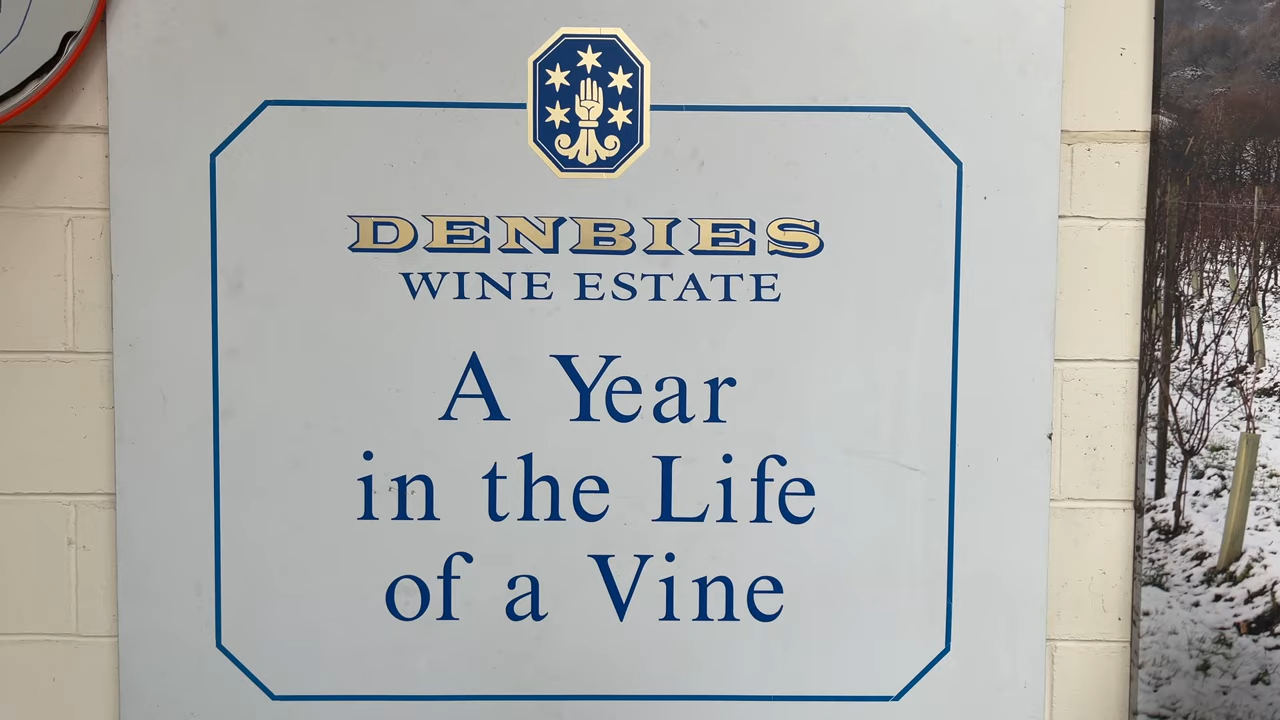 DENBIES
WINE ESTATE
A Year
in the Life
of a Vine